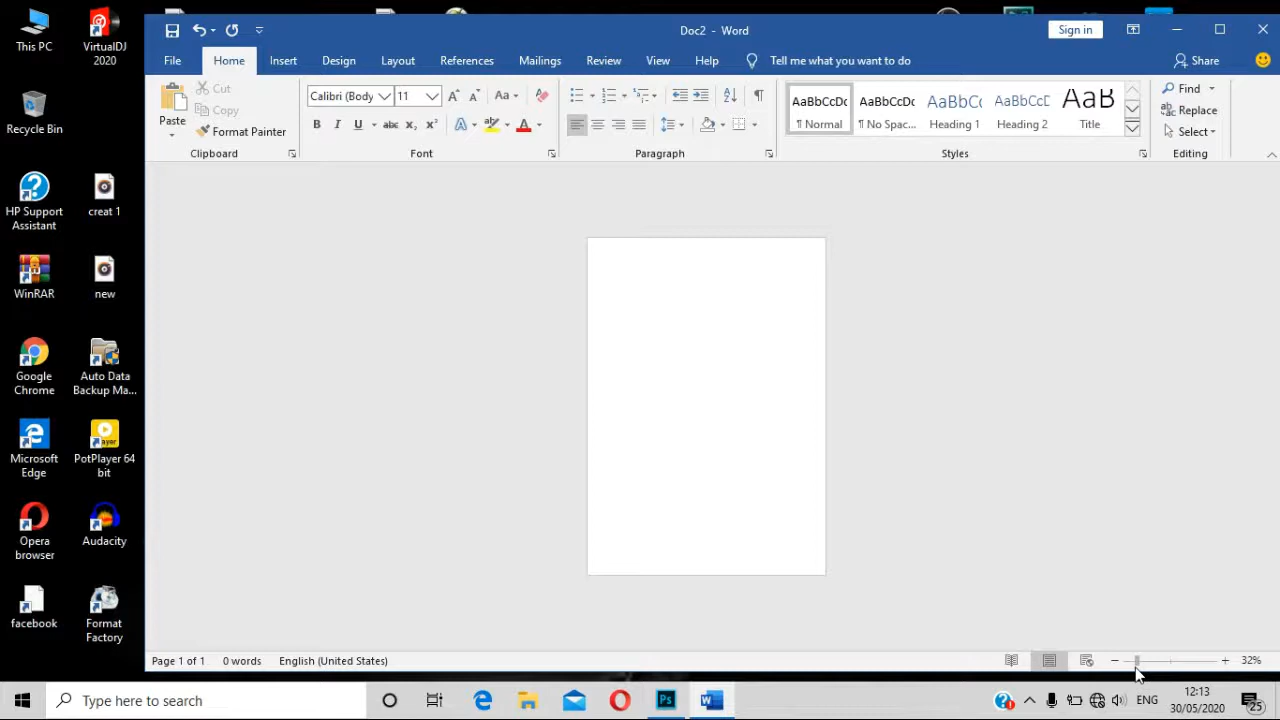 This PC
VirtualDJ
2020
Recycle Bin
HP Support
Assistant
creat 1
WinRAR
new
Google
Chrome
Auto Data
Backup Ma...
Microsoft
Edge
PotPlayer 64
bit
Opera
browser
Audacity
facebook
Format
Factory
Doc2 - Word
Sign in
File
Home
Insert
Design
Layout
References
Mailings
Review
View
Help
Tell me what you want to do
Share
Paste
Cut
Copy
Format Painter
Clipboard
Calibri (Body
11
Font
Paragraph
AaBbCcDc
¶ Normal
AaBbCcDc
¶ No Spac...
AaBbCc
Heading 1
AaBbCcC
Heading 2
AaB
Title
Styles
Find
Replace
Select
Editing
Page 1 of 1
0 words
English (United States)
32%
Type here to search
Ps
ENG
12:13
30/05/2020
25